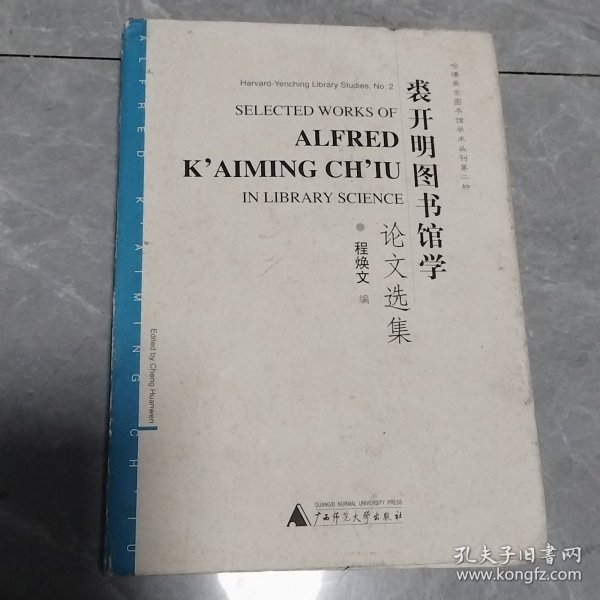 Harvard-Yenching Library Studies, No. 2
SELECTED WORKS OF
ALFRED
K'AIMING CH'IU
IN LIBRARY SCIENCE
哈佛燕京图书馆学术丛刊第二种
裘开明图书馆学
论文选集
程焕文 编
ALFRED K'AIMING CH'IU
Edited by Cheng Huanwen
GUANGXI NORMAL UNIVERSITY PRESS
广西师范大学出版社
孔夫子旧书网
www.kongfz.com